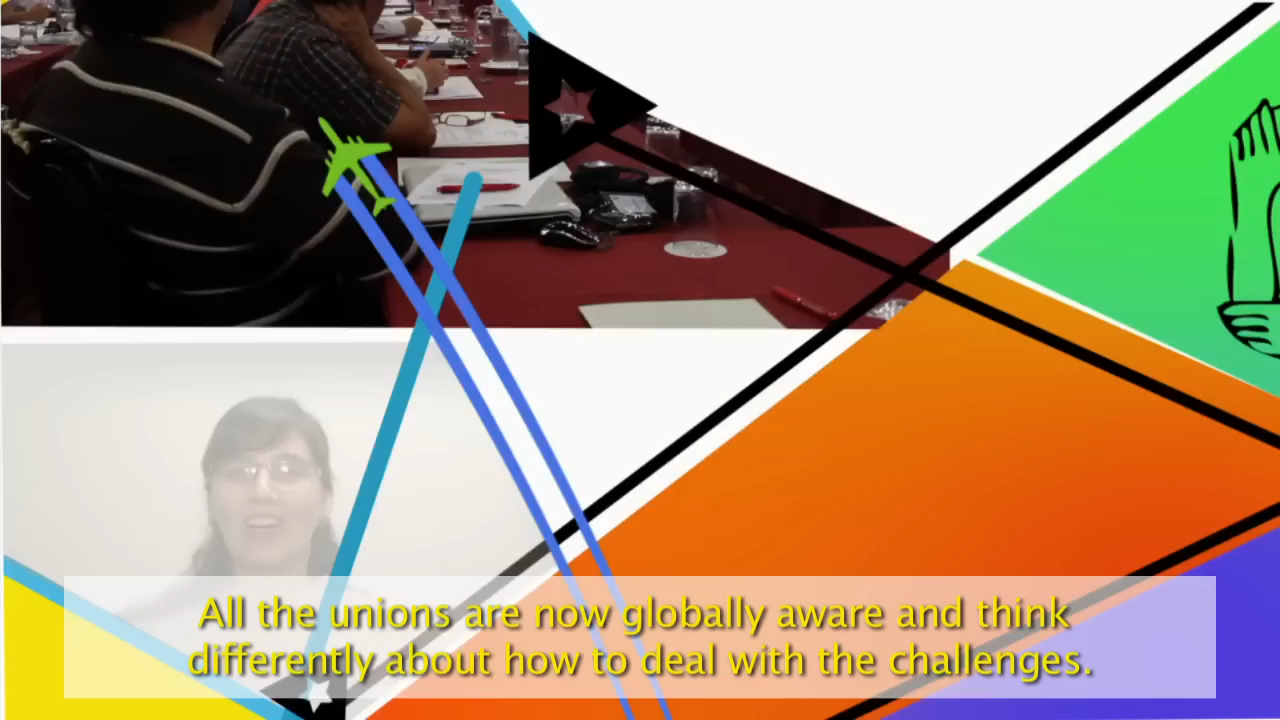 All the unions are now globally aware and think
differently about how to deal with the challenges.